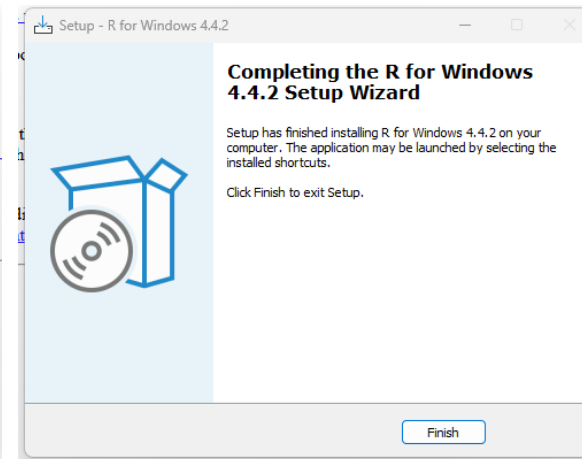 Setup - R for Windows 4.4.2
Completing the R for Windows
4.4.2 Setup Wizard
Setup has finished installing R for Windows 4.4.2 on your
computer. The application may be launched by selecting the
installed shortcuts.
Click Finish to exit Setup.
Finish